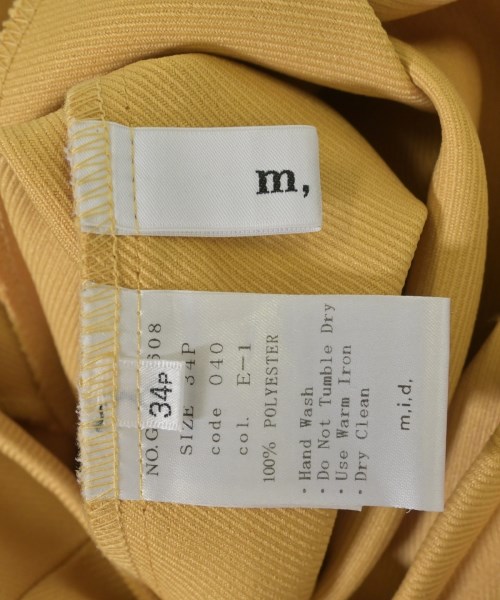 m,
NO.G 608
34P
SIZE 34P
code 040
col. E-1
100% POLYESTER
· Hand Wash
· Do Not Tumble Dry
· Use Warm Iron
· Dry Clean
m.i.d.